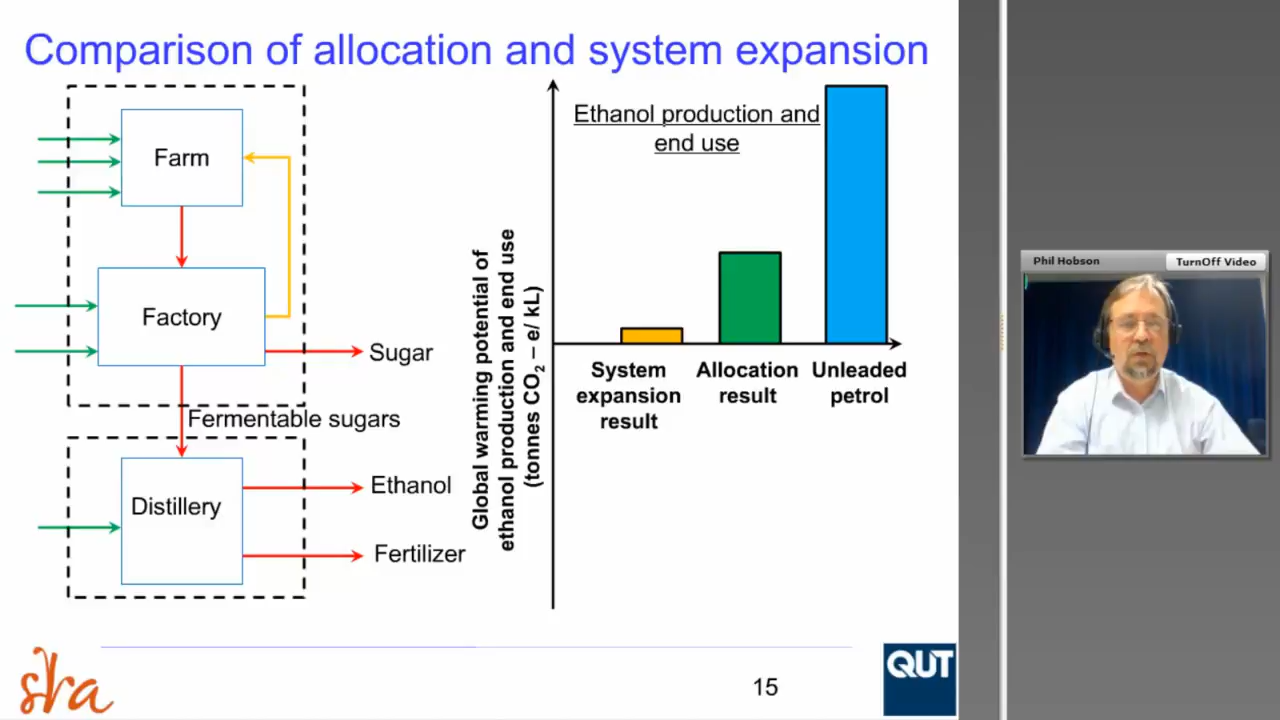 Comparison of allocation and system expansion
Farm
Factory
Sugar
Fermentable sugars
Distillery
Ethanol
Fertilizer
Ethanol production and
end use
Global warming potential of
ethanol production and end use
(tonnes CO₂ – e/ kL)
System
expansion
result
Allocation
result
Unleaded
petrol
sra
15
QUT
Phil Hobson
TurnOff Video